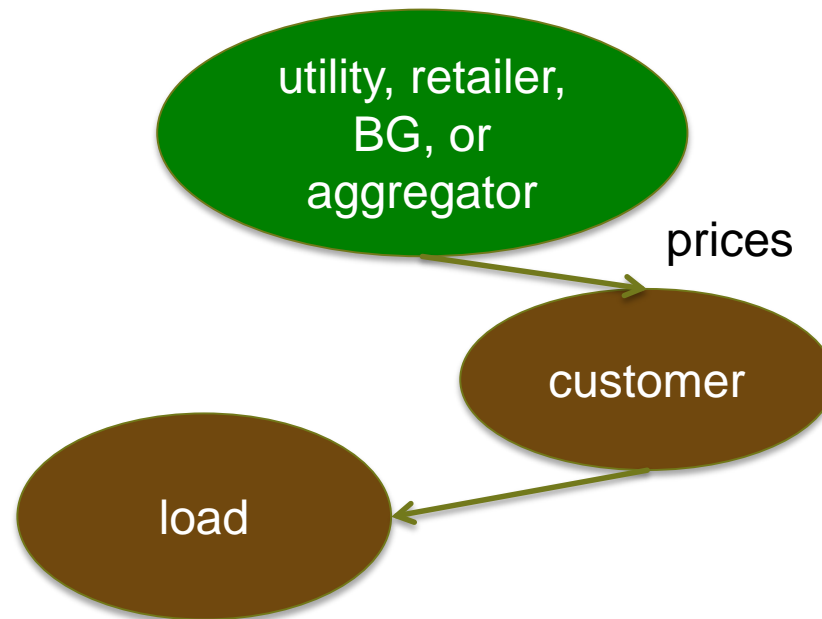 utility, retailer,
BG, or
aggregator
prices
customer
load